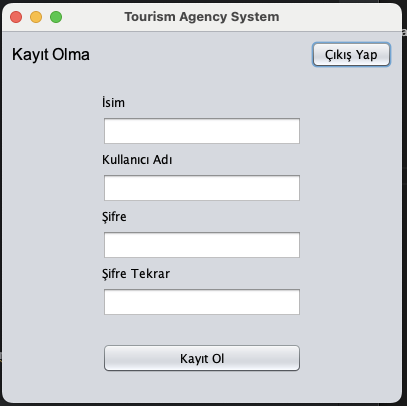 Tourism Agency System
Kayıt Olma
Çıkış Yap
İsim
Kullanıcı Adı
Şifre
Şifre Tekrar
Kayıt Ol